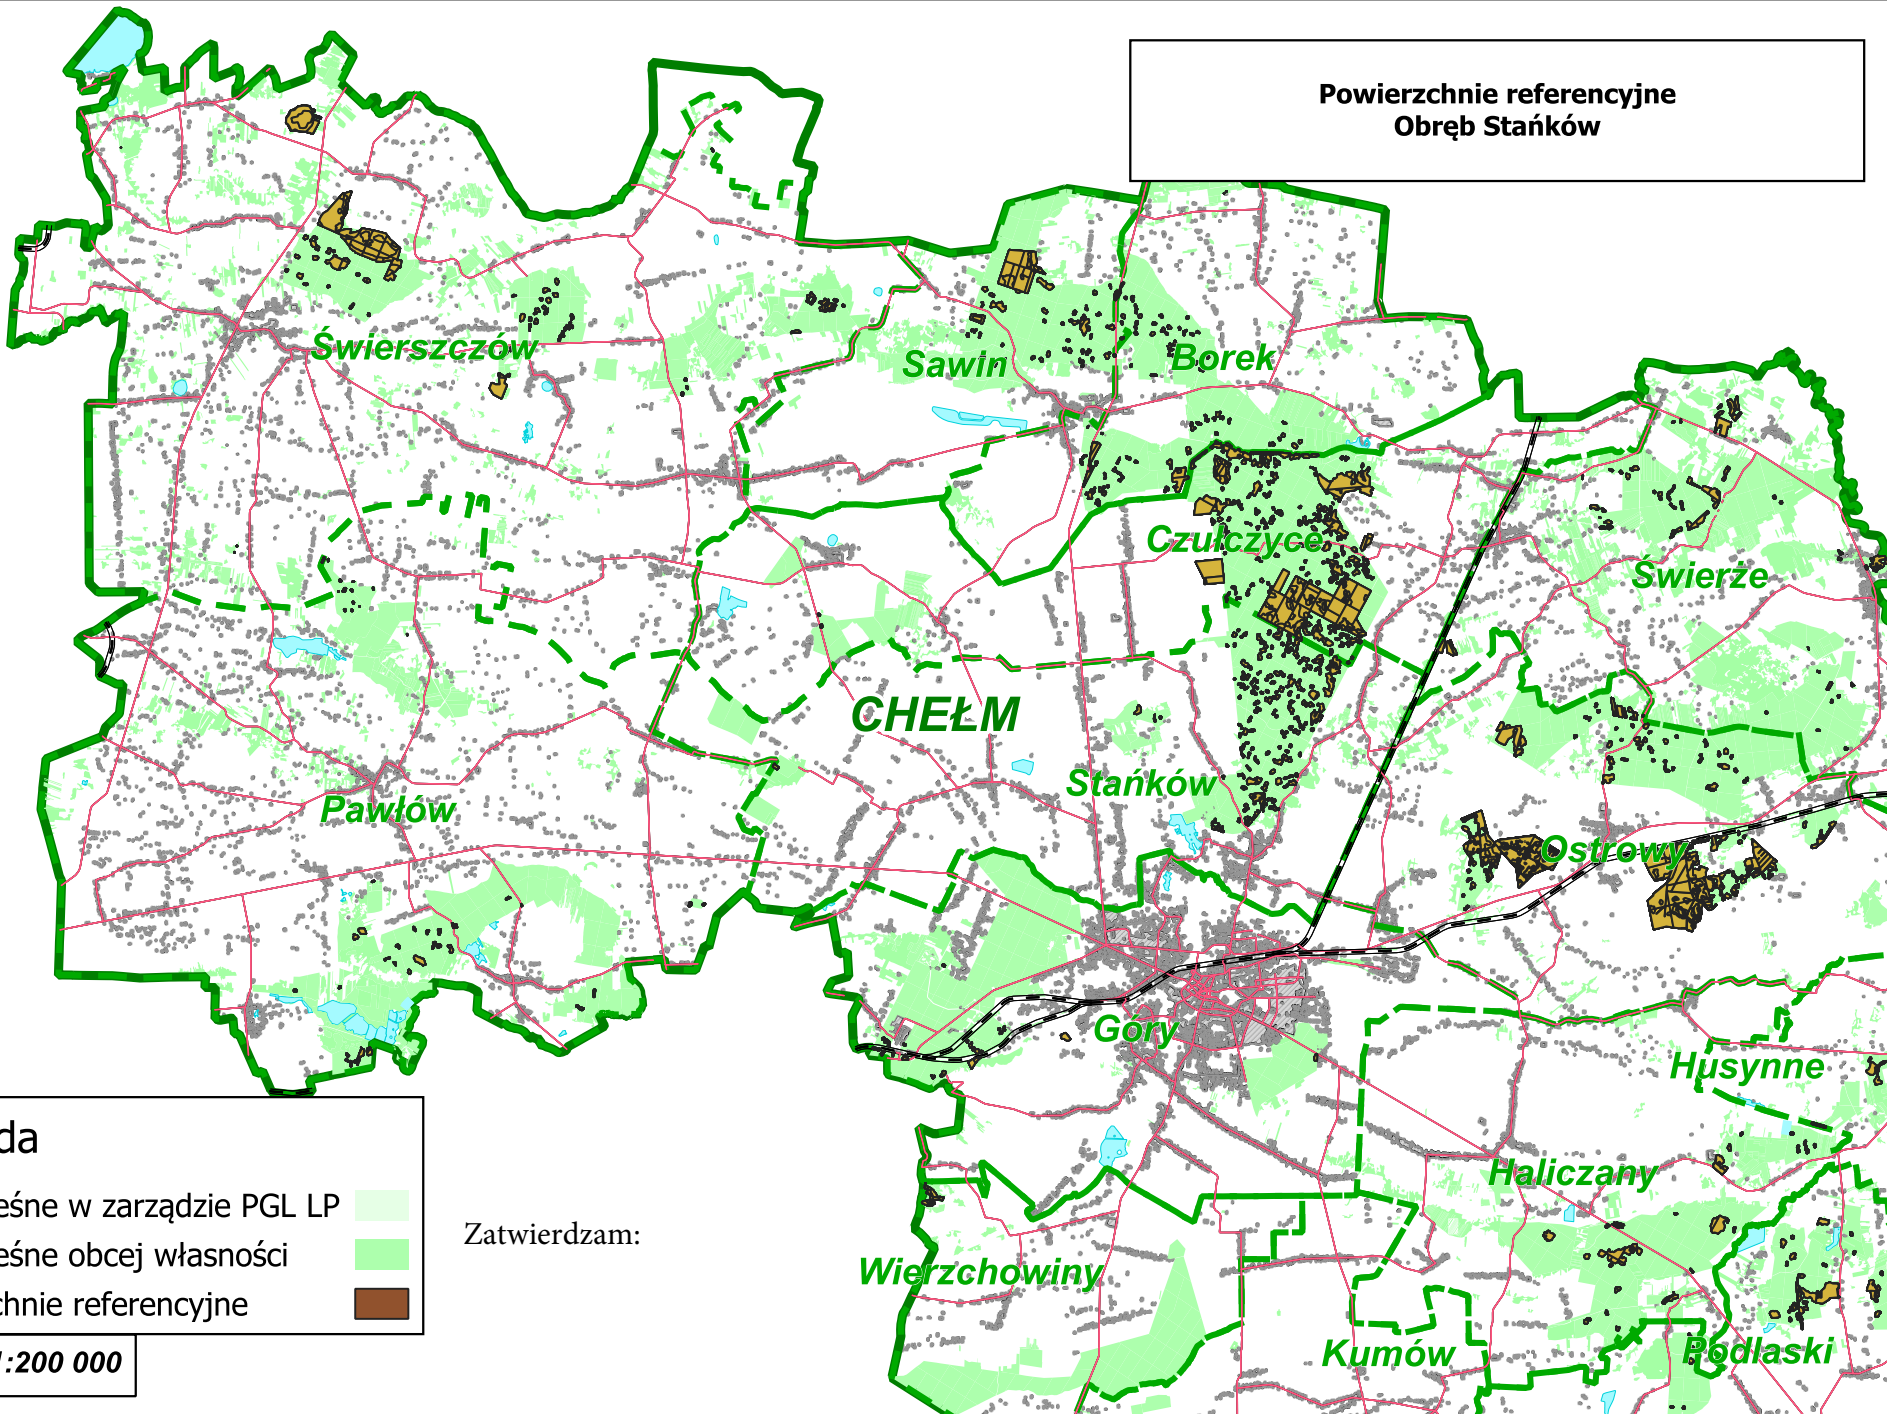 Powierzchnie referencyjne
Obręb Stańków
Świerszczów
Sawin
Borek
Czułczyce
Świerże
CHEŁM
Stańków
Pawłów
Ostrowy
Góry
Husynne
Haliczany
Wierzchowiny
Kumów
Podlaski
da
eśne w zarządzie PGL LP
eśne obcej własności
chnie referencyjne
1:200 000
Zatwierdzam: